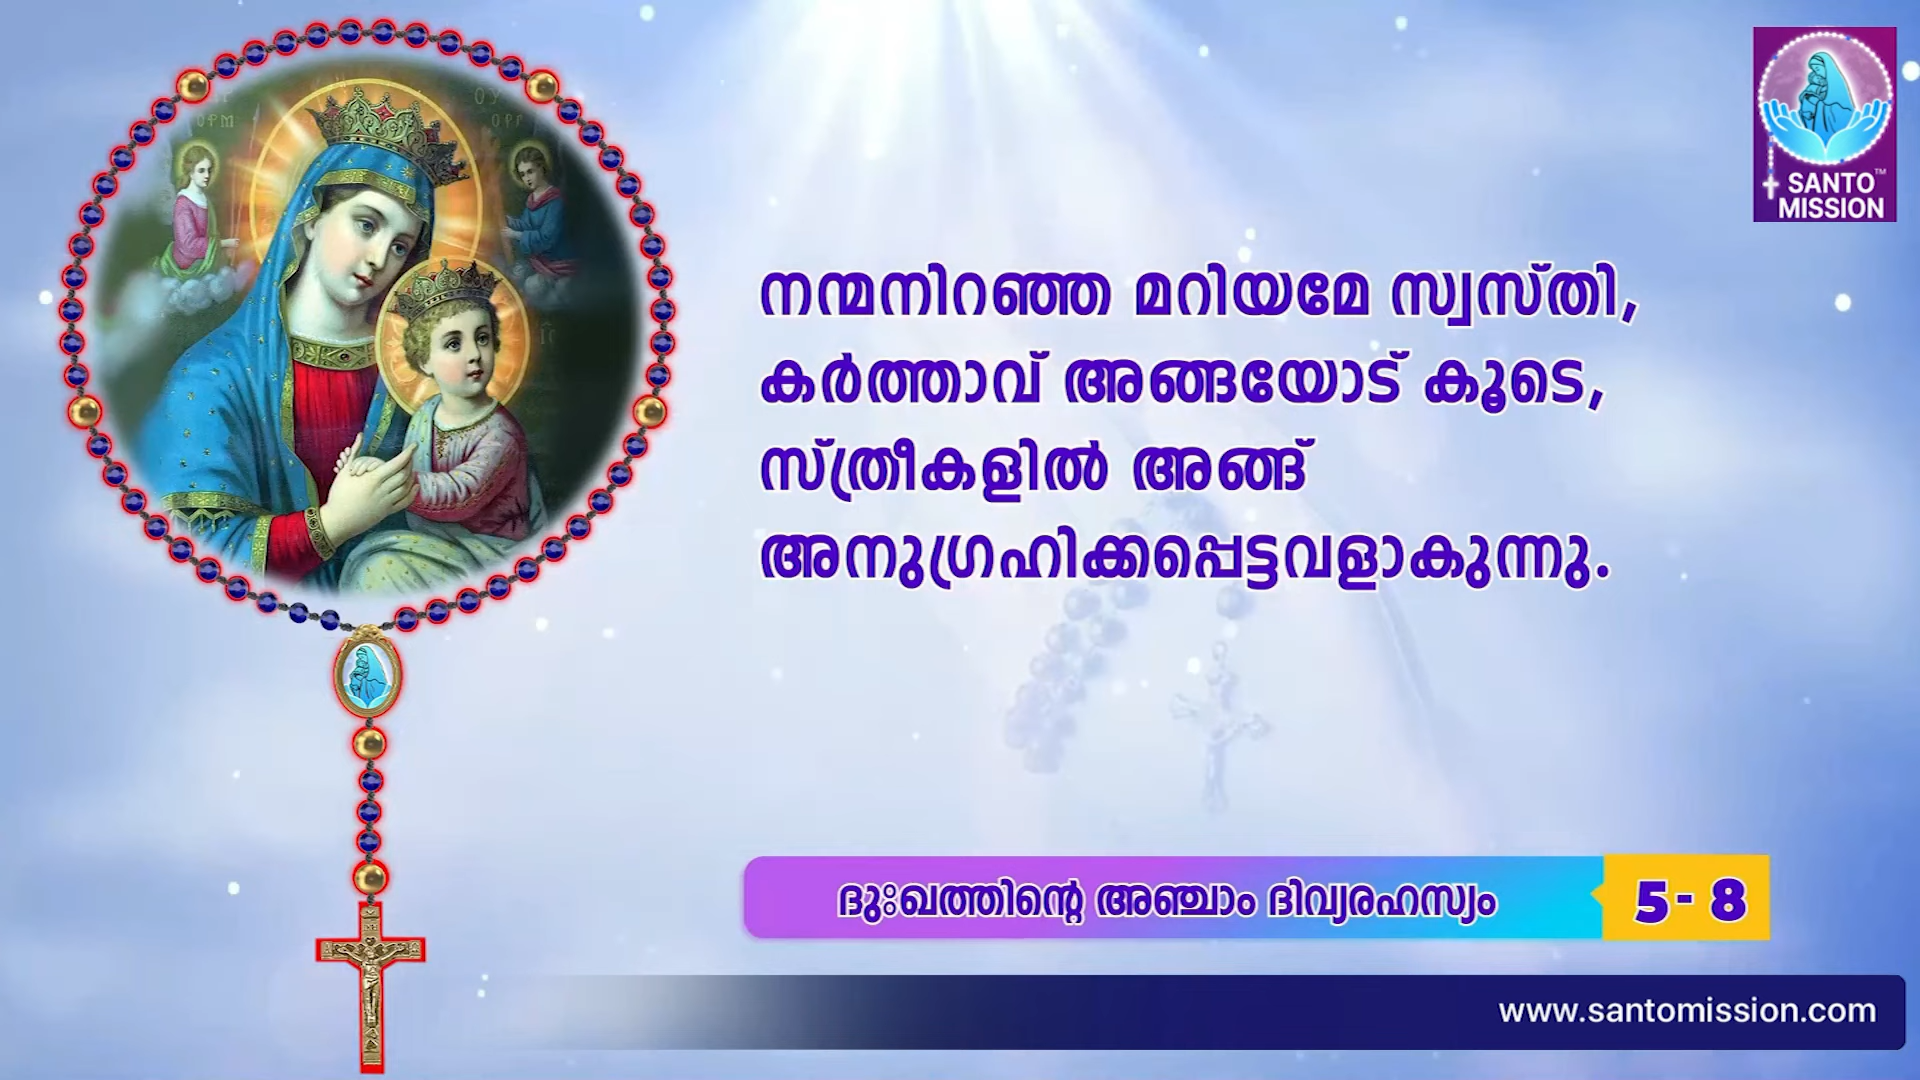 SANTO™
MISSION
നന്മനിറഞ്ഞ മറിയമേ സ്വസ്തി,
കർത്താവ് അങ്ങയോട് കൂടെ,
സ്ത്രീകളിൽ അങ്ങ്
അനുഗ്രഹിക്കപ്പെട്ടവളാകുന്നു.
ദുഃഖത്തിന്റെ അഞ്ചാം ദിവ്യരഹസ്യം 5- 8
www.santomission.com